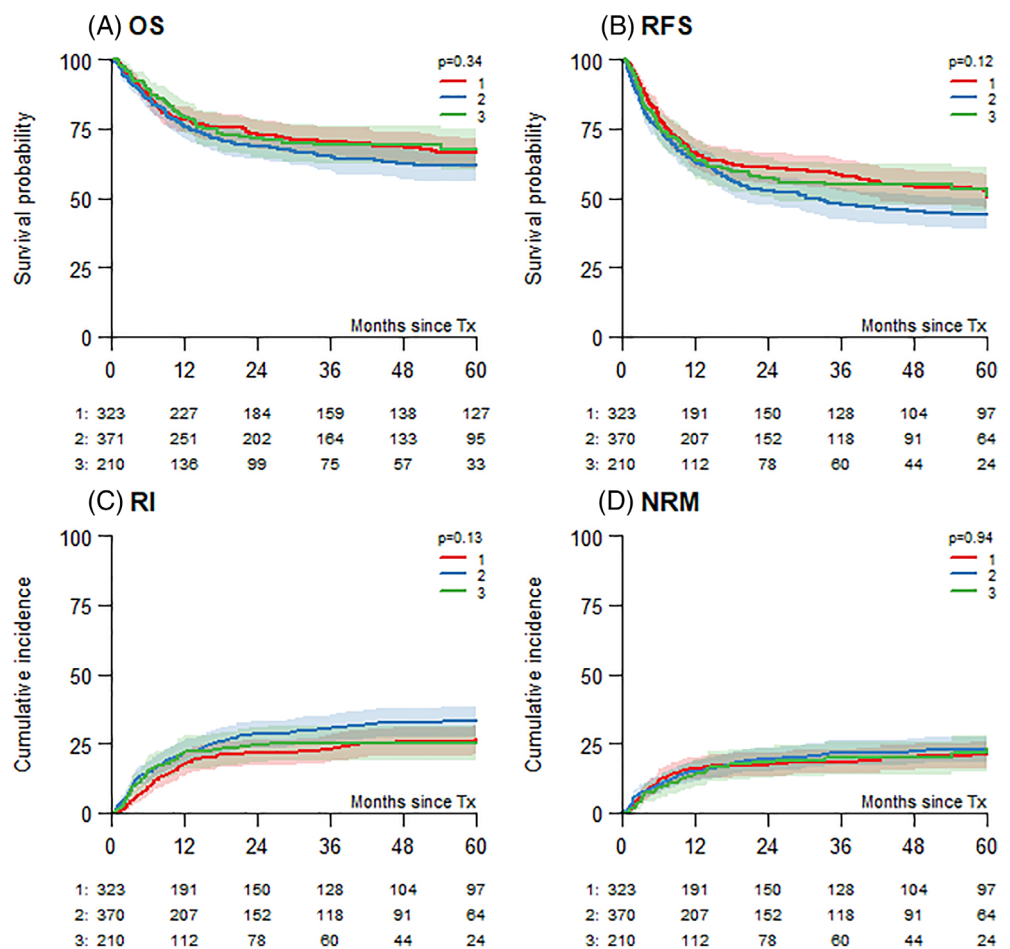 (A) OS
Survival probability
100
75
50
25
0
p=0.34
1
2
3
Months since Tx
0 12 24 36 48 60
1: 323 227 184 159 138 127
2: 371 251 202 164 133 95
3: 210 136 99 75 57 33
(B) RFS
Survival probability
100
75
50
25
0
p=0.12
1
2
3
Months since Tx
0 12 24 36 48 60
1: 323 191 150 128 104 97
2: 370 207 152 118 91 64
3: 210 112 78 60 44 24
(C) RI
Cumulative incidence
100
75
50
25
0
p=0.13
1
2
3
Months since Tx
0 12 24 36 48 60
1: 323 191 150 128 104 97
2: 370 207 152 118 91 64
3: 210 112 78 60 44 24
(D) NRM
Cumulative incidence
100
75
50
25
0
p=0.94
1
2
3
Months since Tx
0 12 24 36 48 60
1: 323 191 150 128 104 97
2: 370 207 152 118 91 64
3: 210 112 78 60 44 24